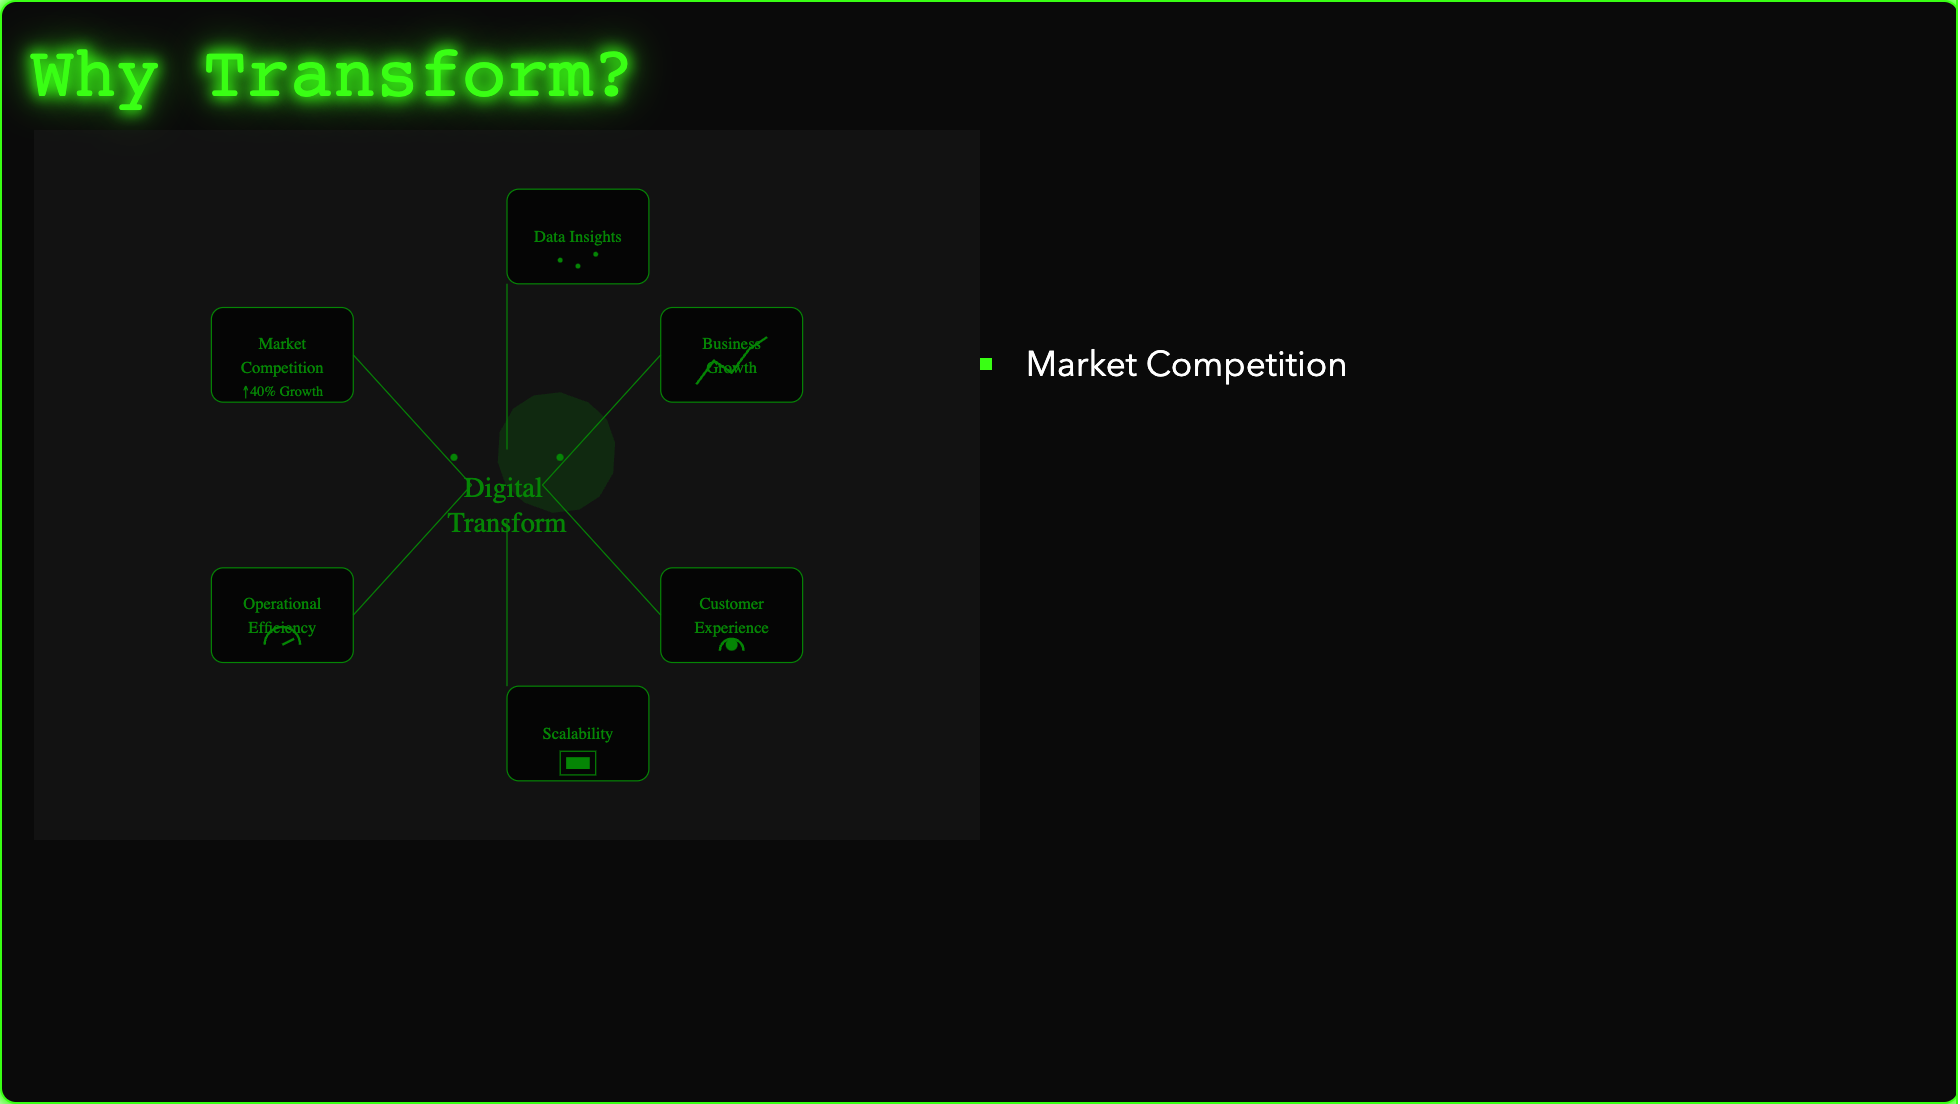 Why Transform?
Data Insights
Market
Competition
↑40% Growth
Business
Growth
Digital
Transform
Operational
Efficiency
Customer
Experience
Scalability
Market Competition